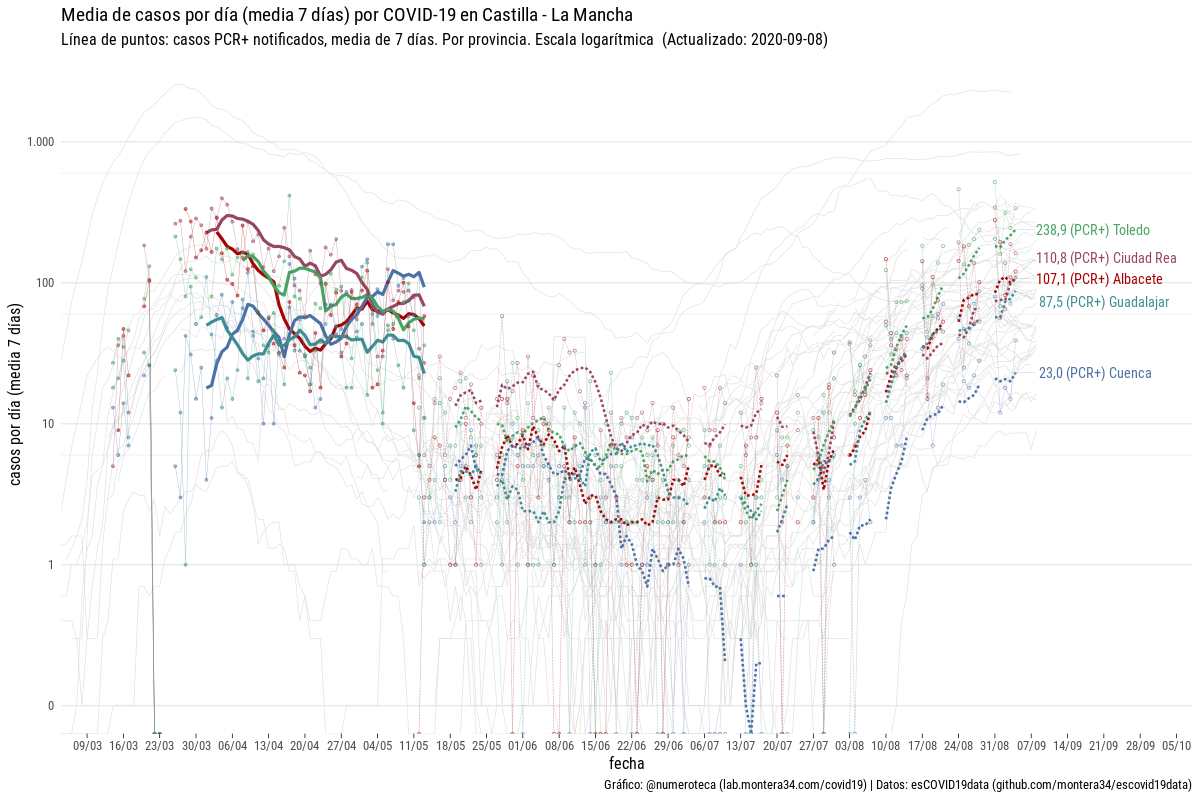 Media de casos por día (media 7 días) por COVID-19 en Castilla - La Mancha
Línea de puntos: casos PCR+ notificados, media de 7 días. Por provincia. Escala logarítmica (Actualizado: 2020-09-08)
casos por día (media 7 días)
1.000
100
10
1
0
238,9 (PCR+) Toledo
110,8 (PCR+) Ciudad Rea
107,1 (PCR+) Albacete
87,5 (PCR+) Guadalajar
23,0 (PCR+) Cuenca
09/03 16/03 23/03 30/03 06/04 13/04 20/04 27/04 04/05 11/05 18/05 25/05 01/06 08/06 15/06 22/06 29/06 06/07 13/07 20/07 27/07 03/08 10/08 17/08 24/08 31/08 07/09 14/09 21/09 28/09 05/10
fecha
Gráfico: @numeroteca (lab.montera34.com/covid19) | Datos: esCOVID19data (github.com/montera34/escovid19data)